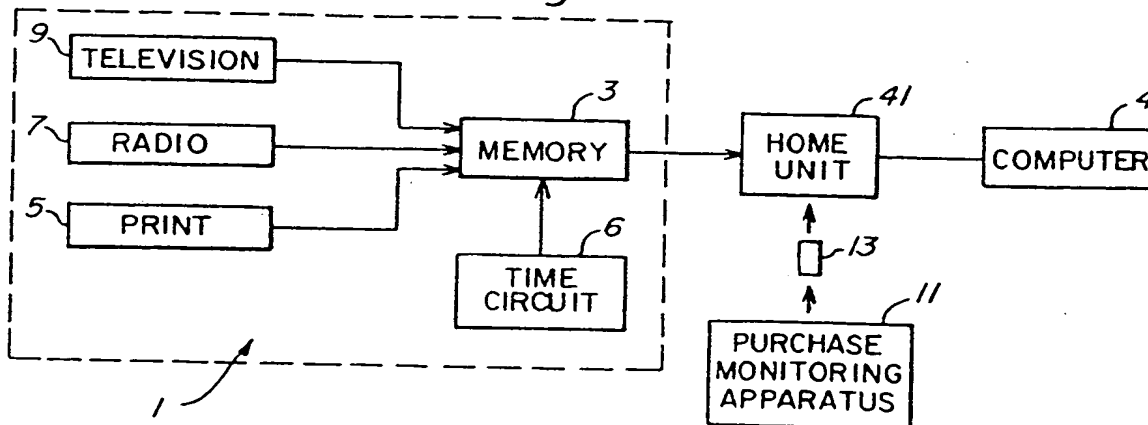 9
TELEVISION
7
RADIO
5
PRINT
3
MEMORY
6
TIME
CIRCUIT
1
41
HOME
UNIT
4
COMPUTER
13
11
PURCHASE
MONITORING
APPARATUS